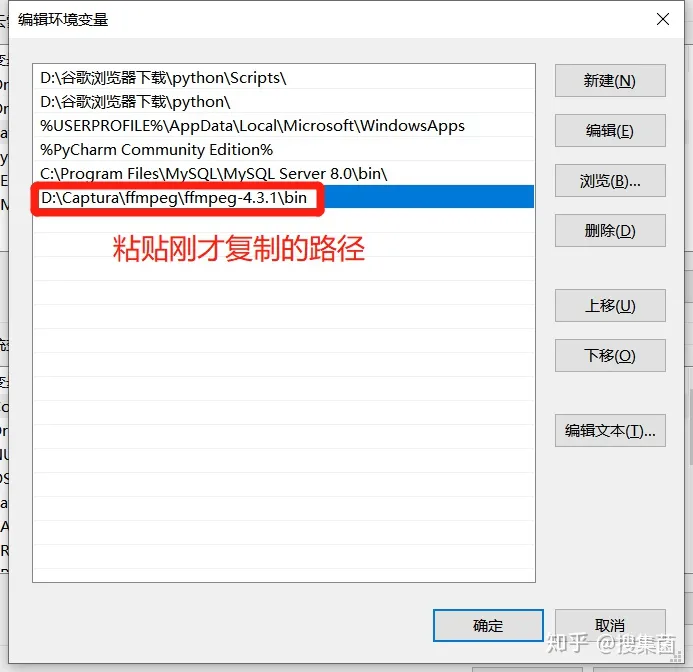 编辑环境变量
D:\谷歌浏览器下载\python\Scripts\
D:\谷歌浏览器下载\python\
%USERPROFILE%\AppData\Local\Microsoft\WindowsApps
%PyCharm Community Edition%
C:\Program Files\MySQL\MySQL Server 8.0\bin\
D:\Captura\ffmpeg\ffmpeg-4.3.1\bin
粘贴刚才复制的路径
新建(N)
编辑(E)
浏览(B)...
删除(D)
上移(U)
下移(O)
编辑文本(T)...
确定
取消
知乎 @搜集菌